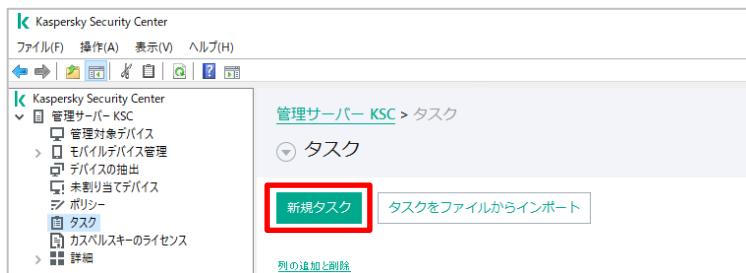 Kaspersky Security Center
ファイル(F) 操作(A) 表示(V) ヘルプ(H)
Kaspersky Security Center
管理サーバー KSC
管理対象デバイス
モバイルデバイス管理
デバイスの抽出
未割り当てデバイス
ポリシー
タスク
カスペルスキーのライセンス
詳細
管理サーバー KSC > タスク
タスク
新規タスク タスクをファイルからインポート
列の追加と削除